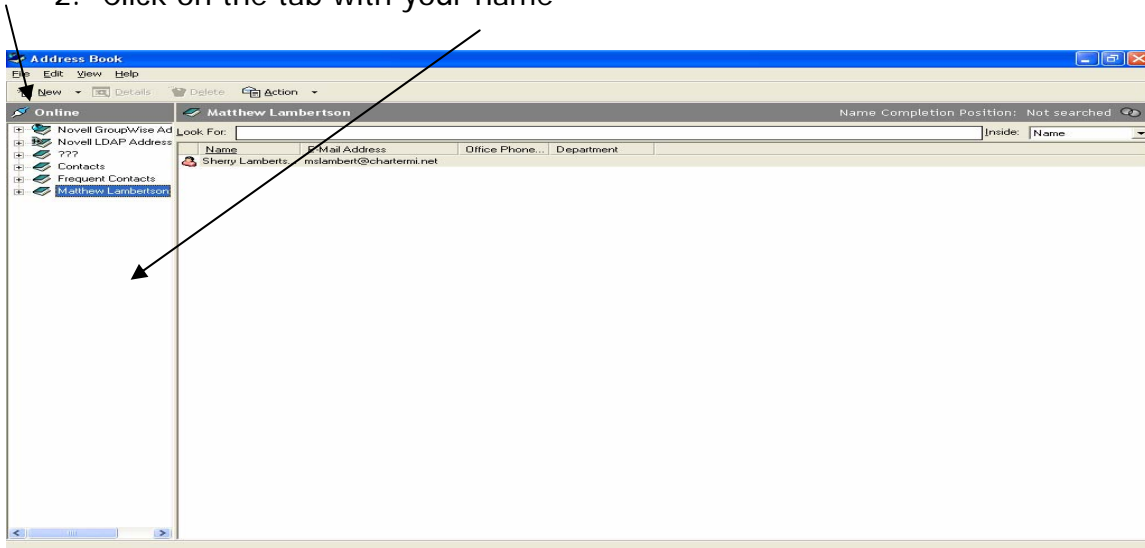 2. Click on the tab with your name
Address Book
File Edit View Help
New Details Delete Action
Online
Matthew Lambertson
Name Completion Position: Not searched
Novell GroupWise Ad
Look For:
Inside: Name
Novell LDAP Address
Name E-Mail Address Office Phone... Department
???
Sherry Lamberts... mslambert@chartermi.net
Contacts
Frequent Contacts
Matthew Lambertson